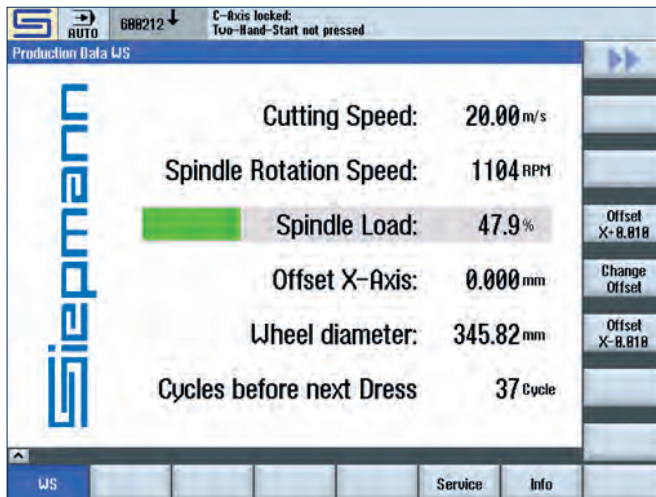 AUTO
600212
C-Axis locked:
Two-Hand-Start not pressed
Production Data WS
Siepmann
Cutting Speed: 20.00 m/s
Spindle Rotation Speed: 1104 RPM
Spindle Load: 47.9 %
Offset X-Axis: 0.000 mm
Wheel diameter: 345.82 mm
Cycles before next Dress 37 Cycle
Offset
X+0.010
Change
Offset
Offset
X-0.010
WS
Service
Info